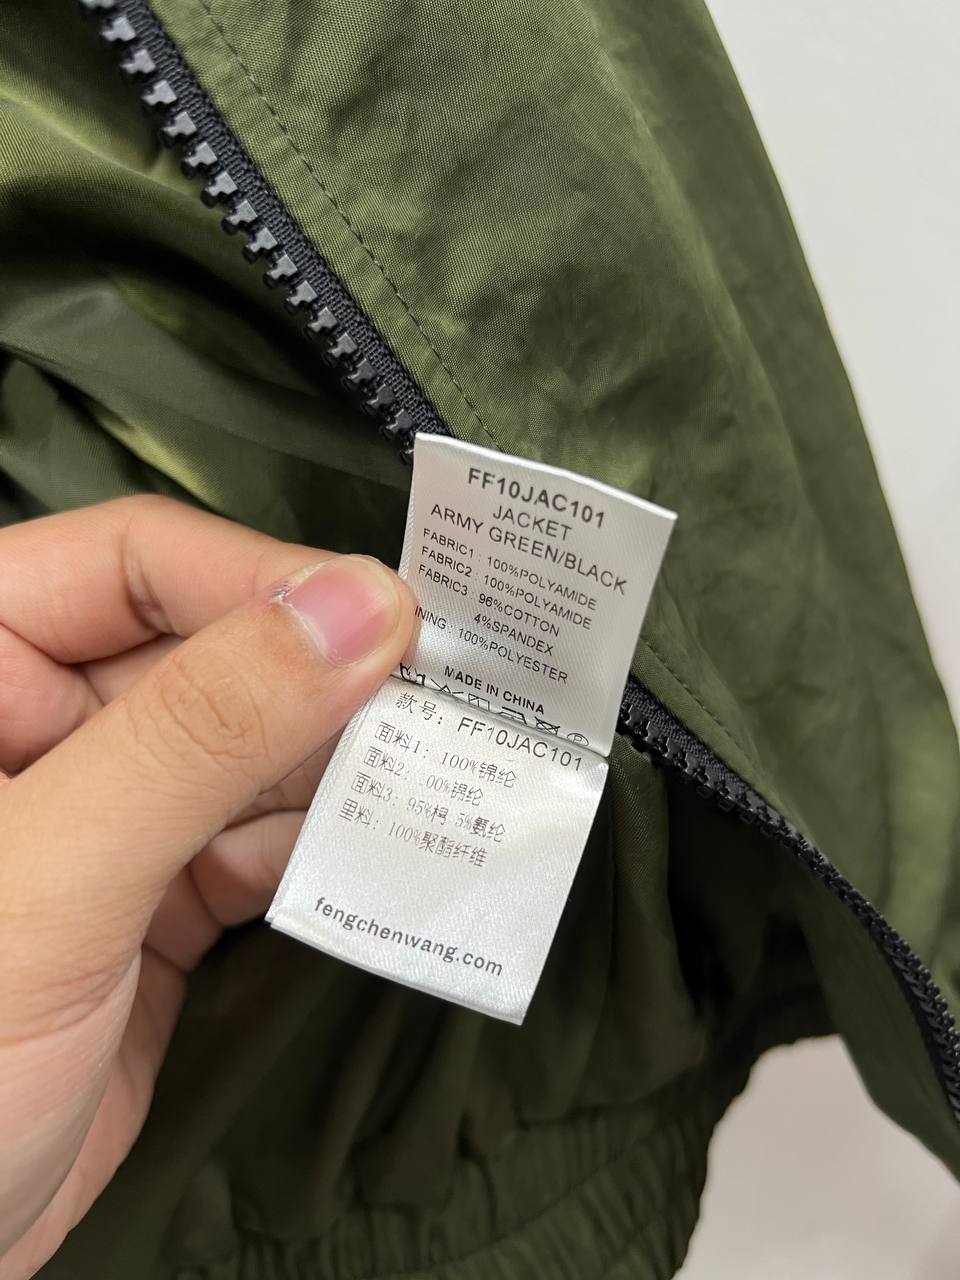 FF10JAC101
JACKET
ARMY GREEN/BLACK
FABRIC1 : 100%POLYAMIDE
FABRIC2 : 100%POLYAMIDE
FABRIC3 : 96%COTTON
4%SPANDEX
INING : 100%POLYESTER
MADE IN CHINA
款号: FF10JAC101
面料1: 100%锦纶
面料2: 00%锦纶
面料3: 95%棉 5%氨纶
里料: 100%聚酯纤维
fengchenwang.com